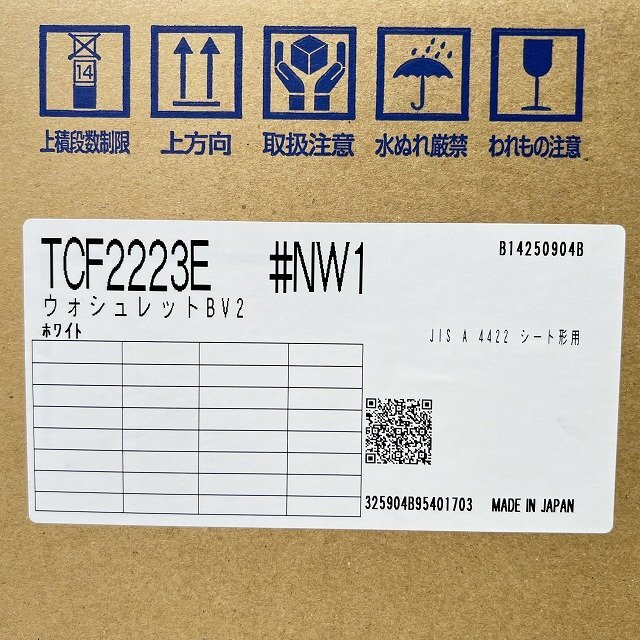 14
上積段数制限 上方向 取扱注意 水ぬれ厳禁 われもの注意
TCF2223E #NW1 B14250904B
ウォシュレットBV2
ホワイト JIS A 4422 シート形用
325904B95401703 MADE IN JAPAN